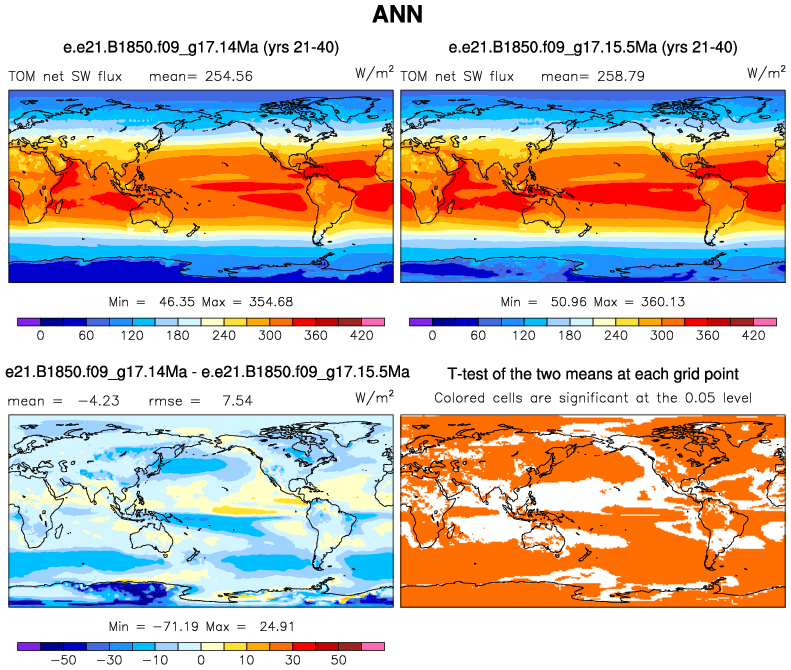 ANN
e.e21.B1850.f09_g17.14Ma (yrs 21-40)
TOM net SW flux mean= 254.56 W/m²
Min = 46.35 Max = 354.68
0 60 120 180 240 300 360 420
e.e21.B1850.f09_g17.15.5Ma (yrs 21-40)
TOM net SW flux mean= 258.79 W/m²
Min = 50.96 Max = 360.13
0 60 120 180 240 300 360 420
e21.B1850.f09_g17.14Ma - e.e21.B1850.f09_g17.15.5Ma
mean = -4.23 rmse = 7.54 W/m²
Min = -71.19 Max = 24.91
-50 -30 -10 0 10 30 50
T-test of the two means at each grid point
Colored cells are significant at the 0.05 level